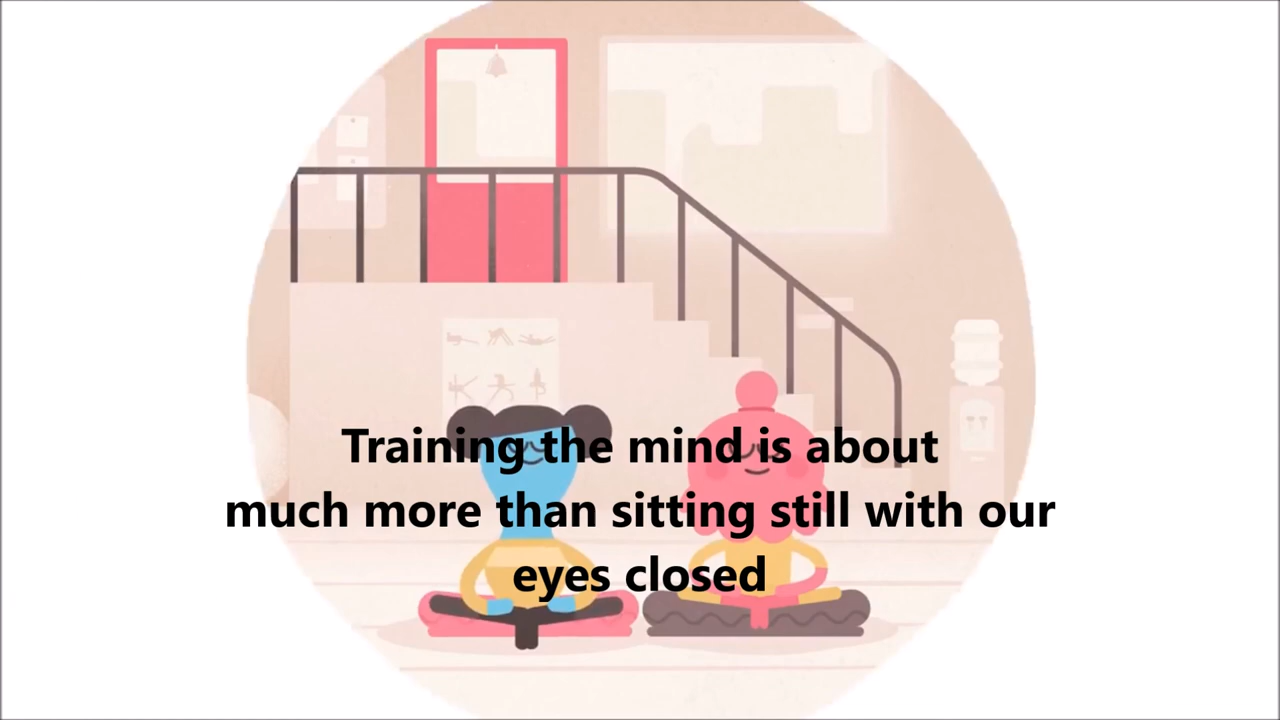 Training the mind is about
much more than sitting still with our
eyes closed